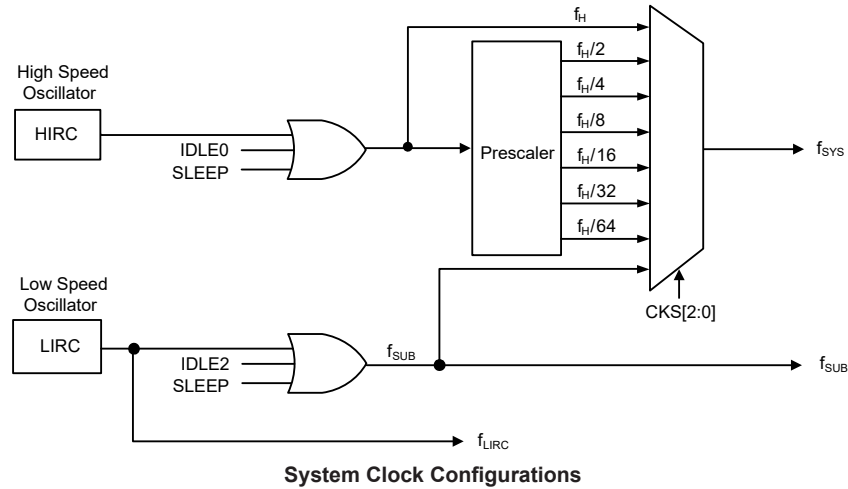 f_H
High Speed
Oscillator
HIRC
IDLE0
SLEEP
Prescaler
f_H/2
f_H/4
f_H/8
f_H/16
f_H/32
f_H/64
f_SYS
CKS[2:0]
Low Speed
Oscillator
LIRC
IDLE2
SLEEP
f_SUB
f_SUB
f_LIRC
System Clock Configurations